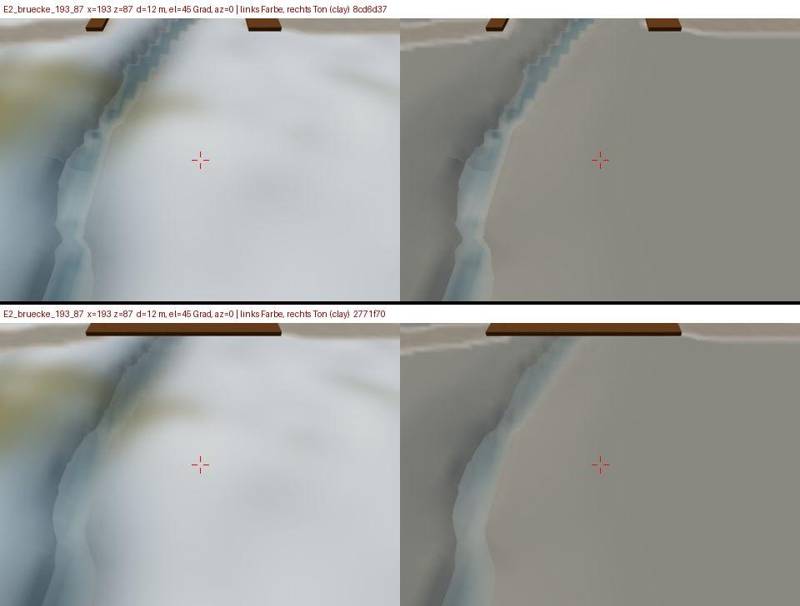 E2_bruecke_193_87 x=193 z=87 d=12 m, el=45 Grad, az=0 | links Farbe, rechts Ton (clay) 8cd6d37
E2_bruecke_193_87 x=193 z=87 d=12 m, el=45 Grad, az=0 | links Farbe, rechts Ton (clay) 2771f70